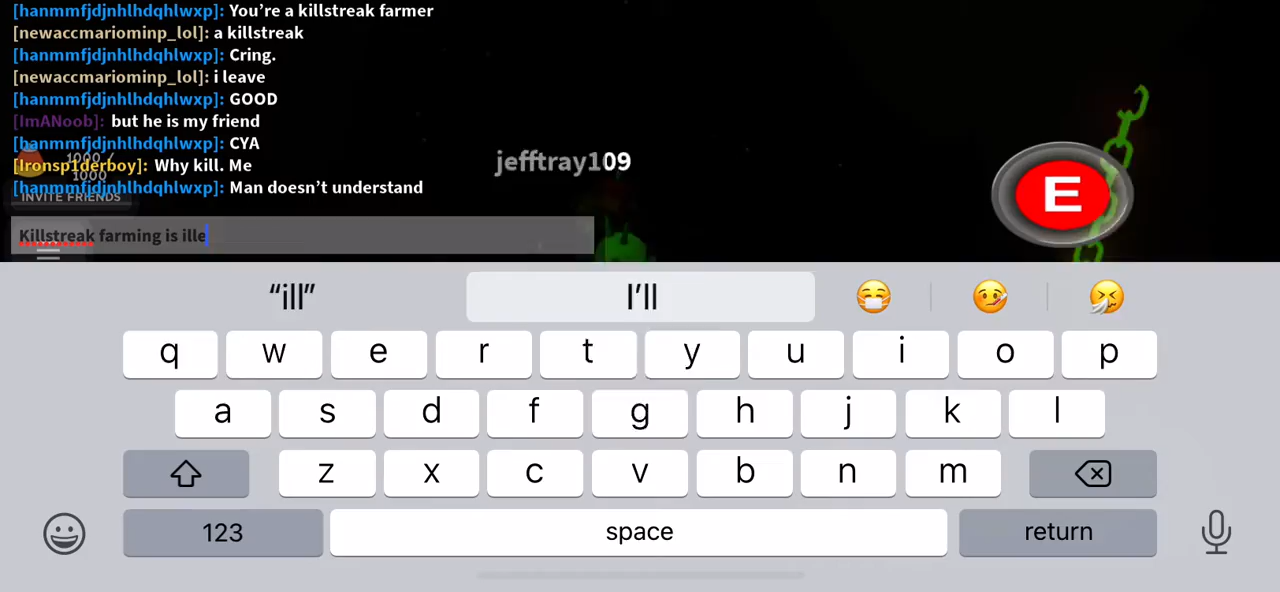 [hanmmfjdjnhlhdqhlwxp]: You’re a killstreak farmer
[newaccmariominp_lol]: a killstreak
[hanmmfjdjnhlhdqhlwxp]: Cring.
[newaccmariominp_lol]: i leave
[hanmmfjdjnhlhdqhlwxp]: GOOD
[ImANoob]: but he is my friend
[hanmmfjdjnhlhdqhlwxp]: CYA
1000 /
1000
[Ironsp1derboy]: Why kill. Me
[hanmmfjdjnhlhdqhlwxp]: Man doesn’t understand
INVITE FRIENDS
jefftray109
E
Killstreak farming is ille
“ill” I’ll
q w e r t y u i o p
a s d f g h j k l
z x c v b n m
123 space return